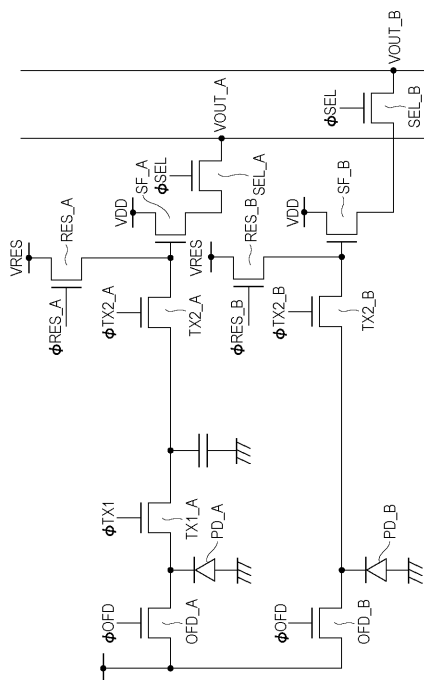 VOUT_B
φSEL
SEL_B
VOUT_A
φSEL
SEL_A
SF_A
VDD
RES_A
VRES
φRES_A
φTX2_A
TX2_A
φTX1
TX1_A
PD_A
φOFD
OFD_A
SF_B
VDD
RES_B
VRES
φRES_B
φTX2_B
TX2_B
PD_B
φOFD
OFD_B